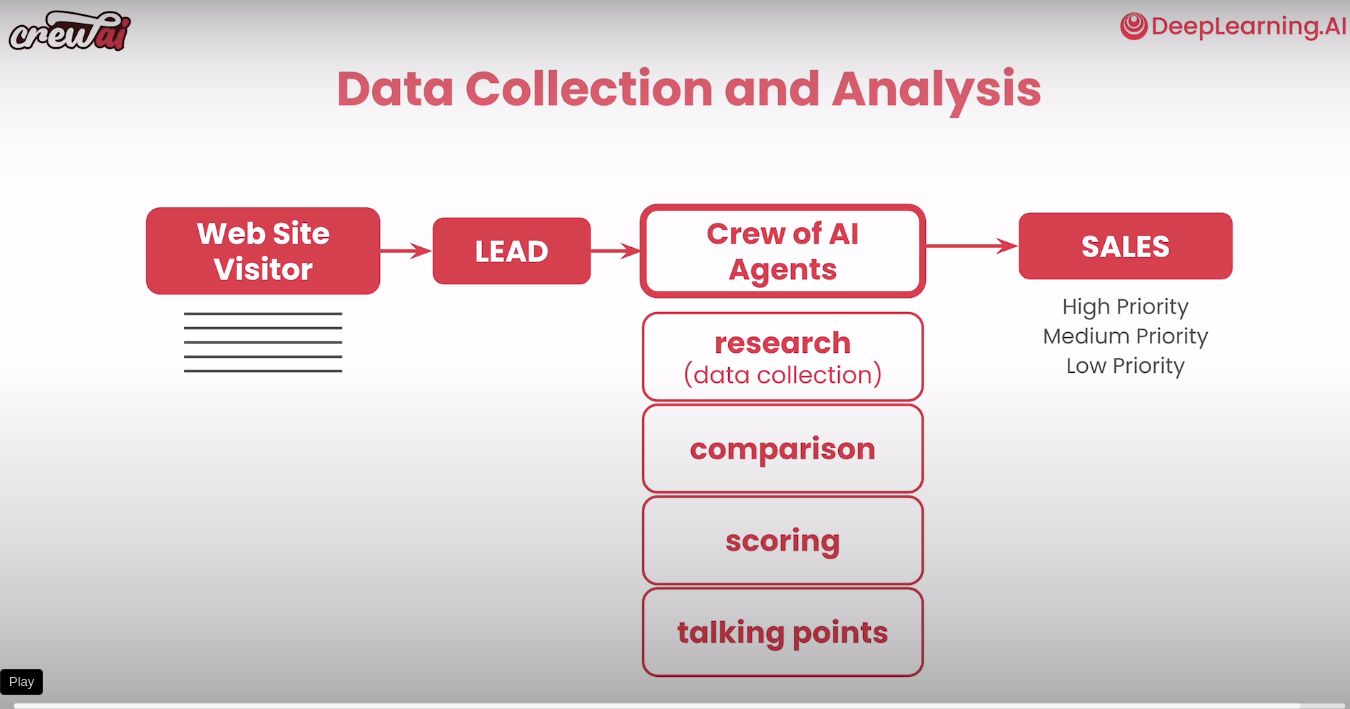 crewai
DeepLearning.AI
Data Collection and Analysis
Web Site
Visitor
LEAD
Crew of AI
Agents
SALES
High Priority
Medium Priority
Low Priority
research
(data collection)
comparison
scoring
talking points
Play